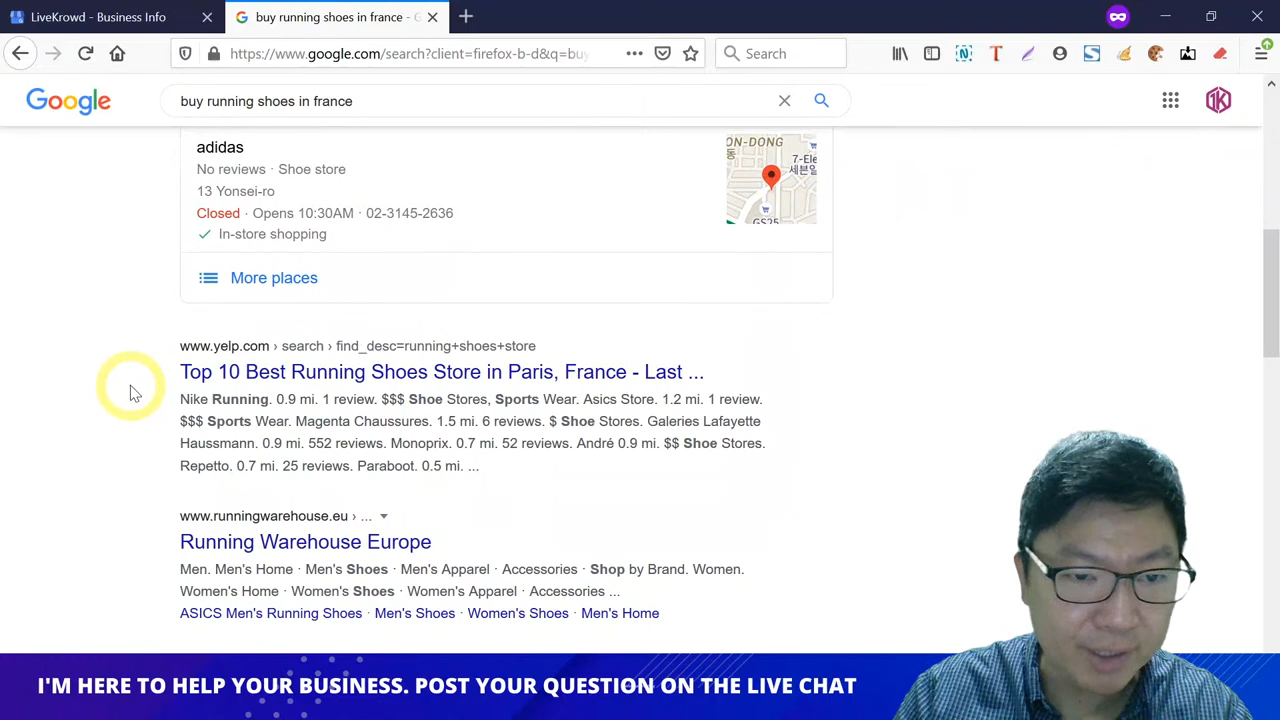 LiveKrowd - Business Info
buy running shoes in france - G
https://www.google.com/search?client=firefox-b-d&q=buy
Search
Google
buy running shoes in france
adidas
No reviews · Shoe store
13 Yonsei-ro
Closed · Opens 10:30AM · 02-3145-2636
In-store shopping
ON-DONG
7-Ele
세븐일
GS25
More places
www.yelp.com › search › find_desc=running+shoes+store
Top 10 Best Running Shoes Store in Paris, France - Last ...
Nike Running. 0.9 mi. 1 review. $$$ Shoe Stores, Sports Wear. Asics Store. 1.2 mi. 1 review.
$$$ Sports Wear. Magenta Chaussures. 1.5 mi. 6 reviews. $ Shoe Stores. Galeries Lafayette
Haussmann. 0.9 mi. 552 reviews. Monoprix. 0.7 mi. 52 reviews. André 0.9 mi. $$ Shoe Stores.
Repetto. 0.7 mi. 25 reviews. Paraboot. 0.5 mi. ...
www.runningwarehouse.eu › ...
Running Warehouse Europe
Men. Men's Home · Men's Shoes · Men's Apparel · Accessories · Shop by Brand. Women.
Women's Home · Women's Shoes · Women's Apparel · Accessories ...
ASICS Men's Running Shoes · Men's Shoes · Women's Shoes · Men's Home
I'M HERE TO HELP YOUR BUSINESS. POST YOUR QUESTION ON THE LIVE CHAT